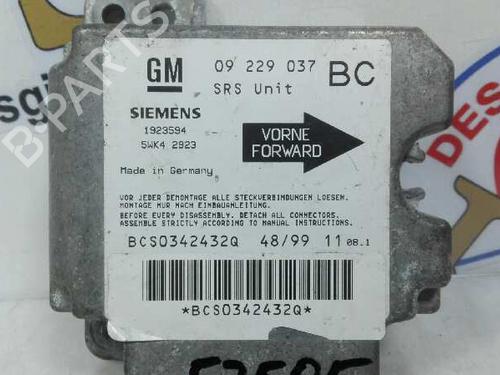 GM 09 229 037 BC
SRS Unit
SIEMENS
1923594
5WK4 2923
VORNE
FORWARD
Made in Germany
VOR JEDER DEMONTAGE ALLE STECKVERBINDUNGEN LOESEN.
MONTAGE NUR NACH EINBAUANLEITUNG.
BEFORE EVERY DISASSEMBLY. DETACH ALL CONNECTORS.
ASSEMBLE STRICTLY ACCORDING TO MANUAL INSTRUCTIONS.
BCS0342432Q 48/99 11 08.1
*BCS0342432Q*